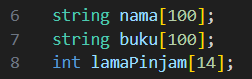 6 string nama[100];
7 string buku[100];
8 int lamaPinjam[14];